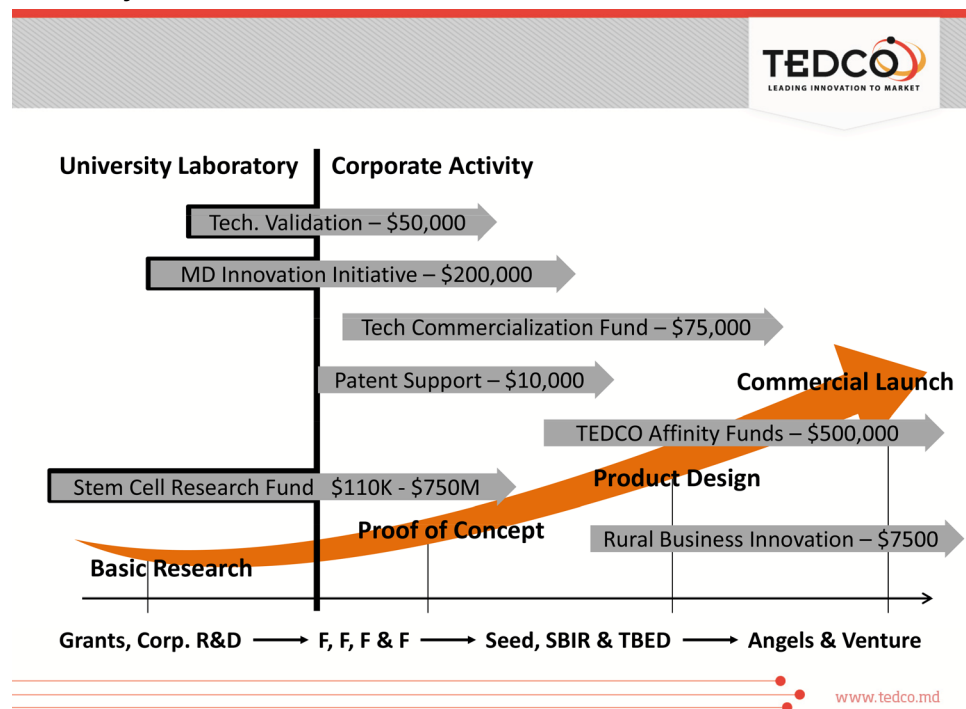 TEDCO
LEADING INNOVATION TO MARKET
University Laboratory
Corporate Activity
Tech. Validation – $50,000
MD Innovation Initiative – $200,000
Tech Commercialization Fund – $75,000
Patent Support – $10,000
Commercial Launch
TEDCO Affinity Funds – $500,000
Product Design
Stem Cell Research Fund $110K - $750M
Proof of Concept
Rural Business Innovation – $7500
Basic Research
Grants, Corp. R&D
F, F, F & F
Seed, SBIR & TBED
Angels & Venture
www.tedco.md